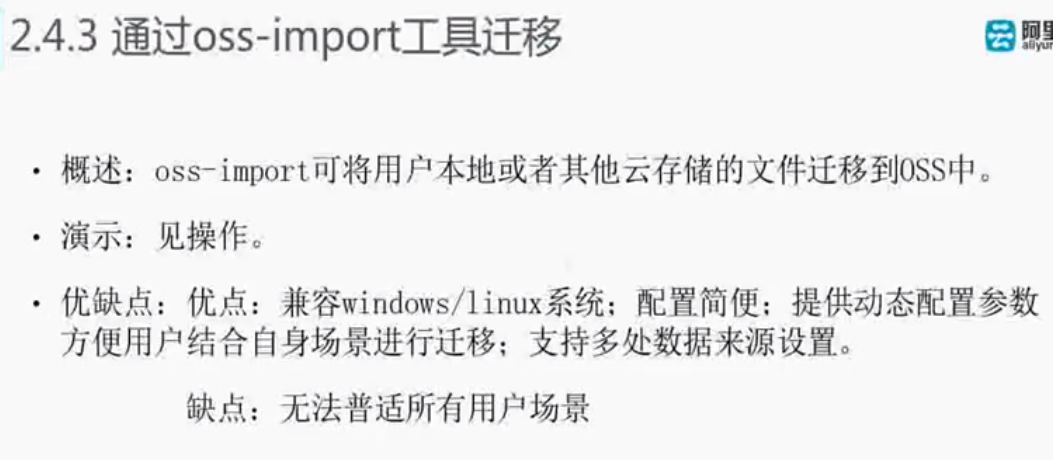 2.4.3 通过oss-import工具迁移
阿里
aliyun
· 概述：oss-import可将用户本地或者其他云存储的文件迁移到OSS中。
· 演示：见操作。
· 优缺点：优点：兼容windows/linux系统；配置简便；提供动态配置参数
方便用户结合自身场景进行迁移；支持多处数据来源设置。
缺点：无法普适所有用户场景